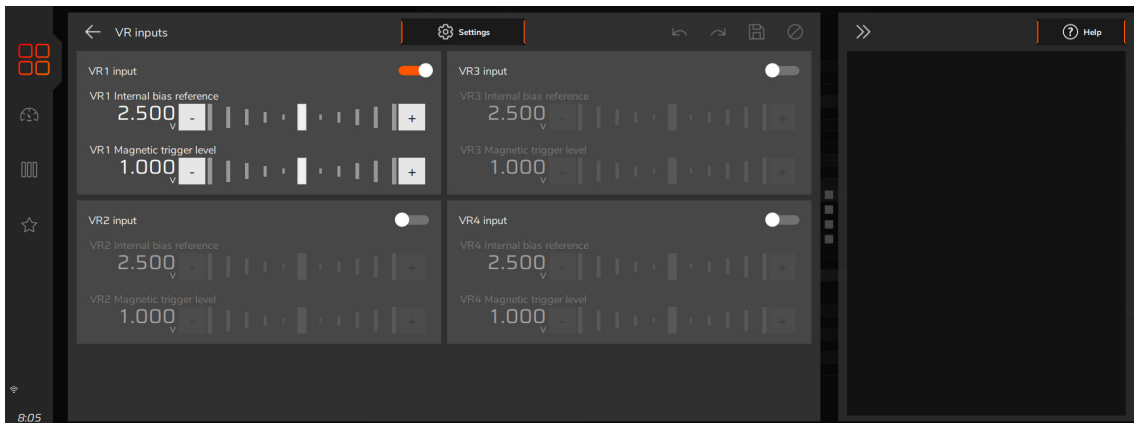 VR inputs
Settings
Help
VR1 input
VR1 Internal bias reference
2.500
V
-
+
VR1 Magnetic trigger level
1.000
V
-
+
VR3 input
VR3 Internal bias reference
2.500
V
-
+
VR3 Magnetic trigger level
1.000
V
-
+
VR2 input
VR2 Internal bias reference
2.500
V
-
+
VR2 Magnetic trigger level
1.000
V
-
+
VR4 input
VR4 Internal bias reference
2.500
V
-
+
VR4 Magnetic trigger level
1.000
V
-
+
8:05